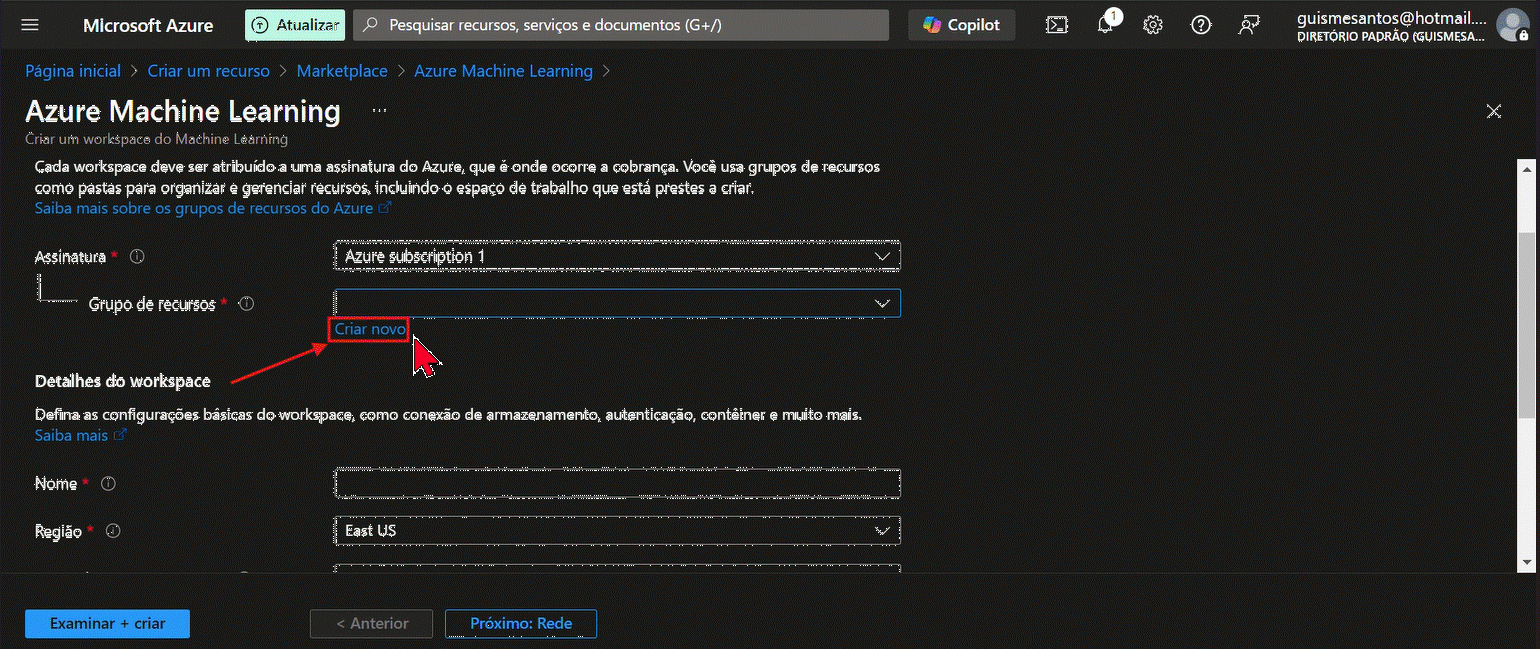 Microsoft Azure
Atualizar
Pesquisar recursos, serviços e documentos (G+/)
Copilot
1
guismesantos@hotmail....
DIRETÓRIO PADRÃO (GUISMESA...
Página inicial > Criar um recurso > Marketplace > Azure Machine Learning >
Azure Machine Learning ...
Criar um workspace do Machine Learning
Cada workspace deve ser atribuído a uma assinatura do Azure, que é onde ocorre a cobrança. Você usa grupos de recursos
como pastas para organizar e gerenciar recursos, incluindo o espaço de trabalho que está prestes a criar.
Saiba mais sobre os grupos de recursos do Azure
Assinatura * Azure subscription 1
Grupo de recursos *
Criar novo
Detalhes do workspace
Defina as configurações básicas do workspace, como conexão de armazenamento, autenticação, contêiner e muito mais.
Saiba mais
Nome *
Região * East US
Examinar + criar
< Anterior
Próximo: Rede